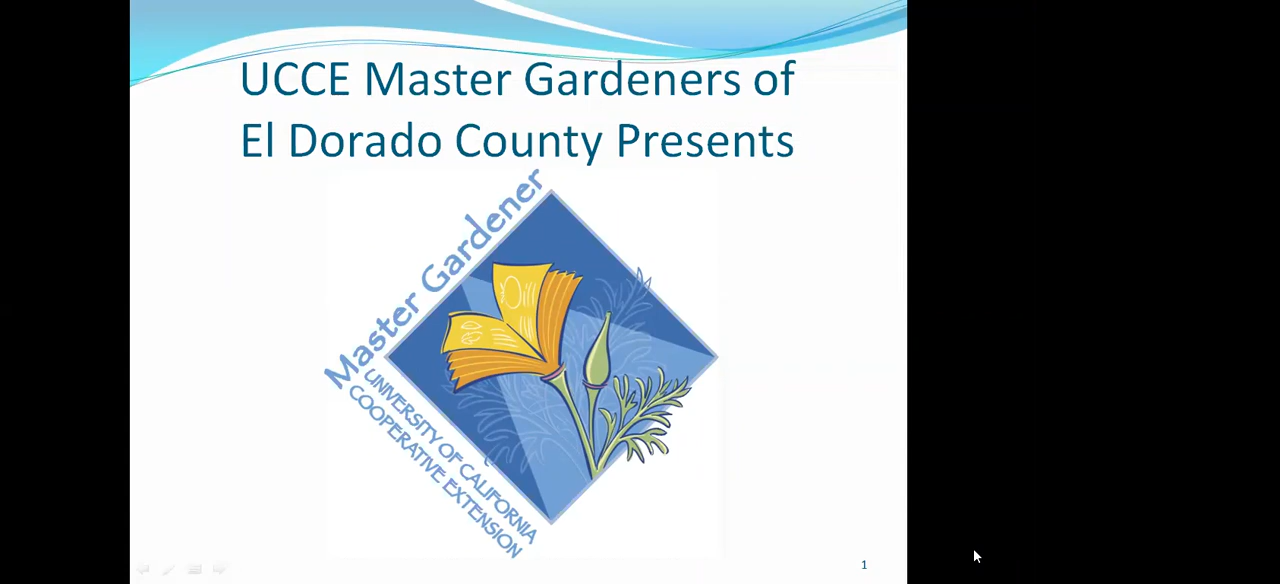 UCCE Master Gardeners of
El Dorado County Presents
Master Gardener
UNIVERSITY OF CALIFORNIA
COOPERATIVE EXTENSION
1